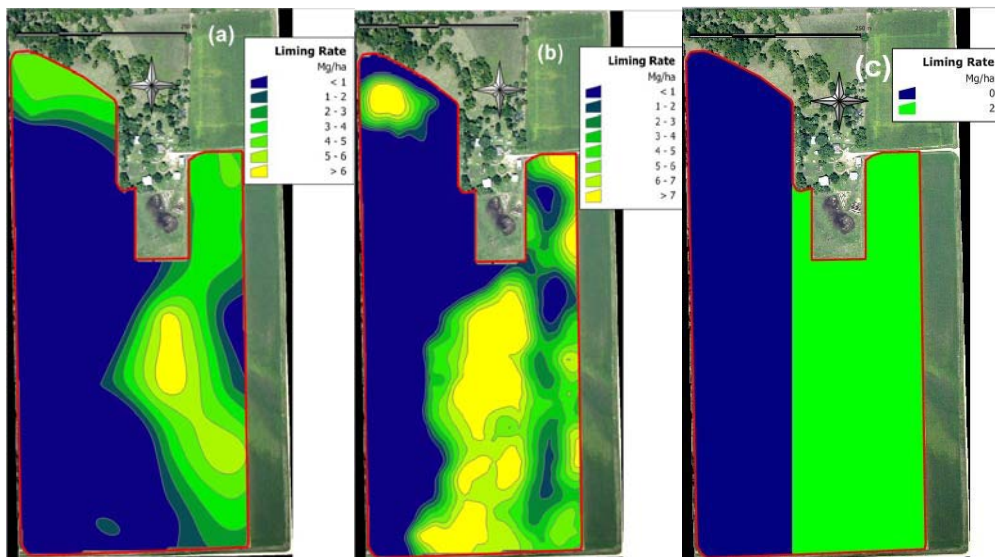 (a)
Liming Rate
Mg/ha
< 1
1 - 2
2 - 3
3 - 4
4 - 5
5 - 6
> 6
(b)
Liming Rate
Mg/ha
< 1
1 - 2
2 - 3
3 - 4
4 - 5
5 - 6
6 - 7
> 7
250 m
(c)
Liming Rate
Mg/ha
0
2